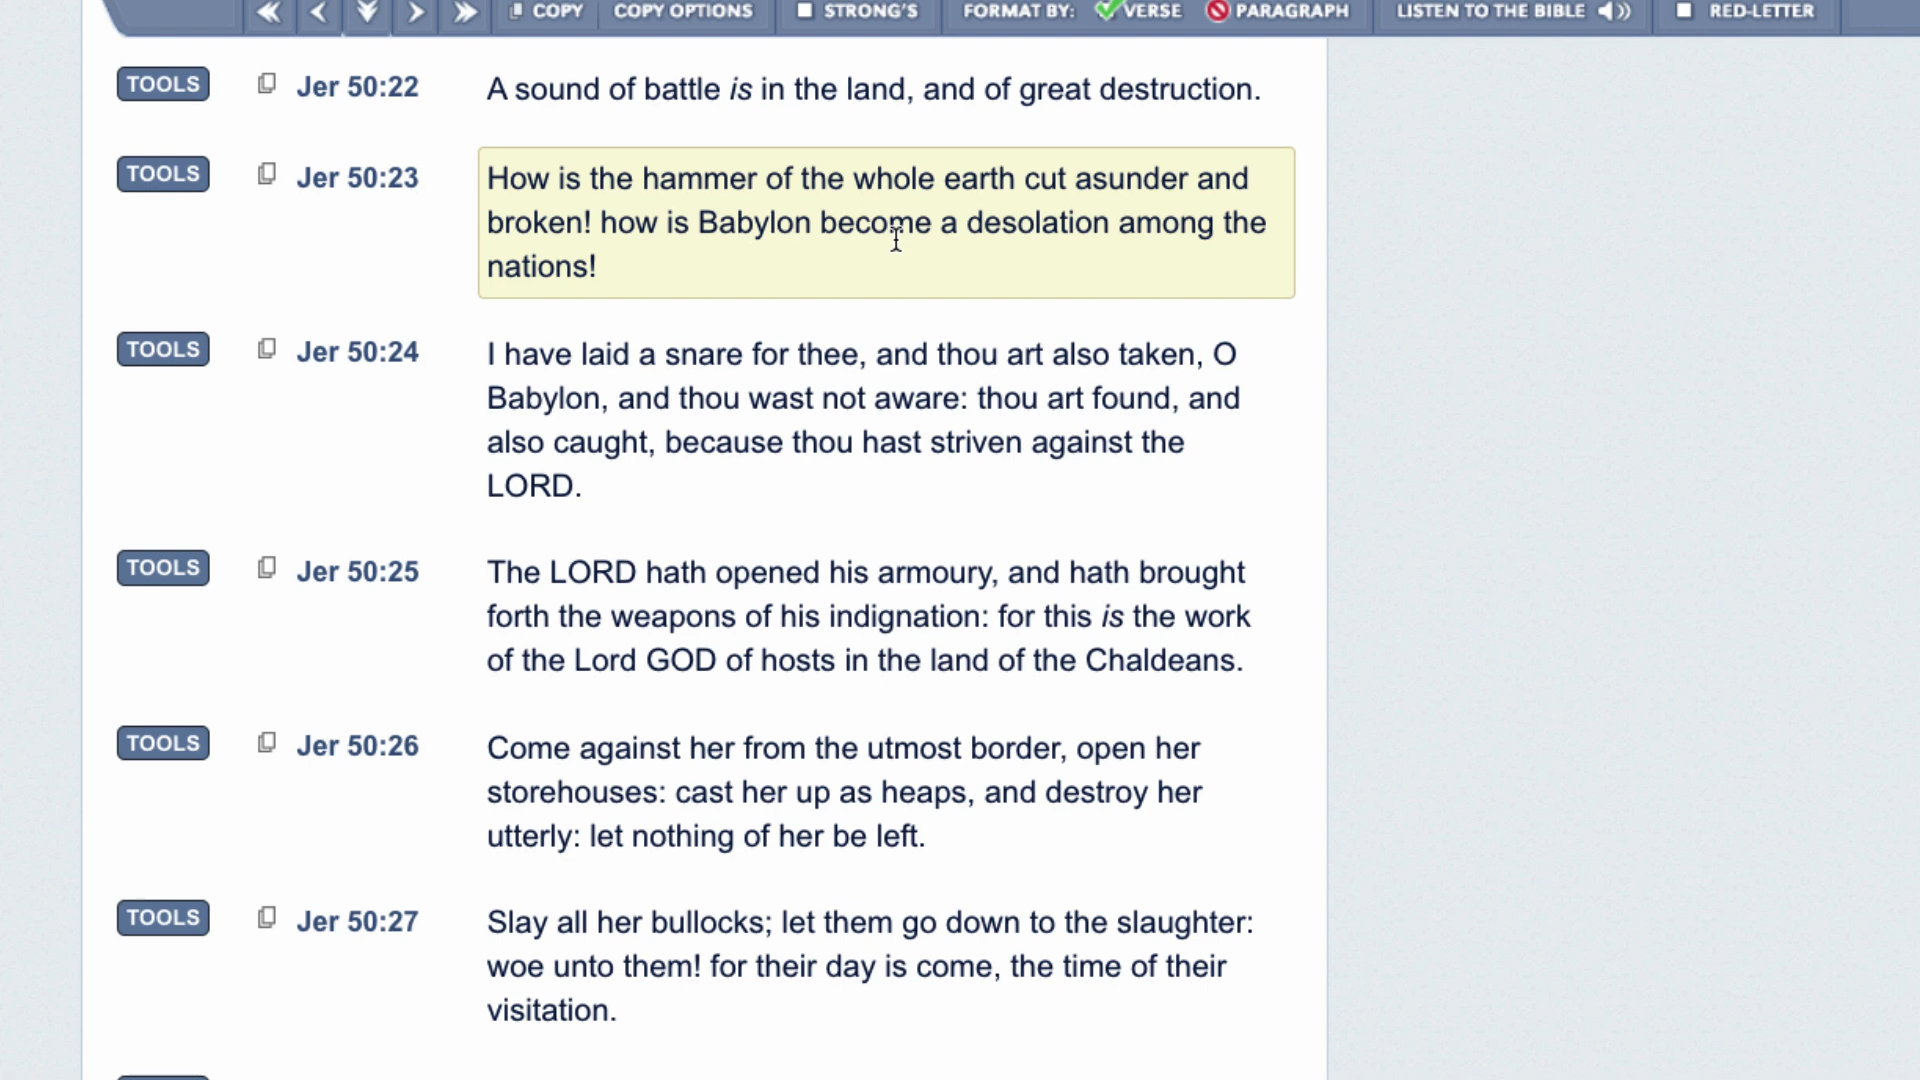 COPY COPY OPTIONS STRONG'S FORMAT BY: VERSE PARAGRAPH LISTEN TO THE BIBLE RED-LETTER
TOOLS Jer 50:22 A sound of battle is in the land, and of great destruction.
TOOLS Jer 50:23 How is the hammer of the whole earth cut asunder and
broken! how is Babylon become a desolation among the
nations!
TOOLS Jer 50:24 I have laid a snare for thee, and thou art also taken, O
Babylon, and thou wast not aware: thou art found, and
also caught, because thou hast striven against the
LORD.
TOOLS Jer 50:25 The LORD hath opened his armoury, and hath brought
forth the weapons of his indignation: for this is the work
of the Lord GOD of hosts in the land of the Chaldeans.
TOOLS Jer 50:26 Come against her from the utmost border, open her
storehouses: cast her up as heaps, and destroy her
utterly: let nothing of her be left.
TOOLS Jer 50:27 Slay all her bullocks; let them go down to the slaughter:
woe unto them! for their day is come, the time of their
visitation.